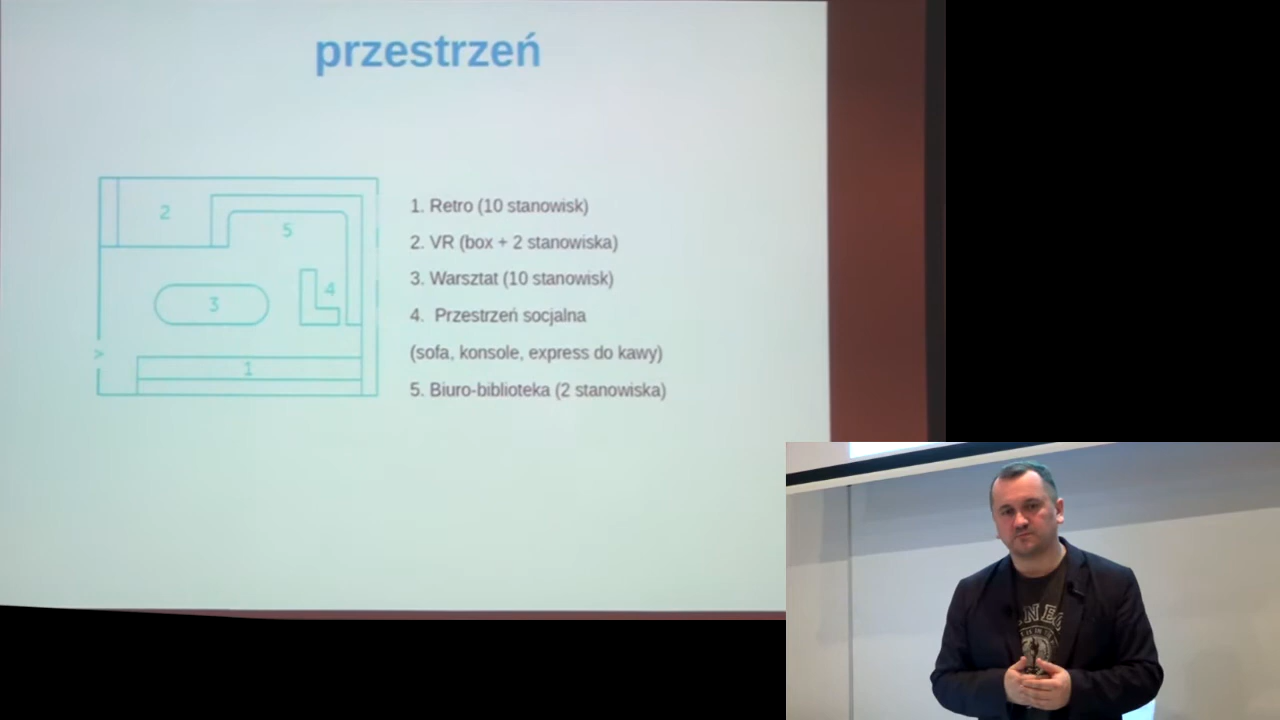 przestrzeń
2
5
3
4
>
1
1. Retro (10 stanowisk)
2. VR (box + 2 stanowiska)
3. Warsztat (10 stanowisk)
4. Przestrzeń socjalna
(sofa, konsole, express do kawy)
5. Biuro-biblioteka (2 stanowiska)